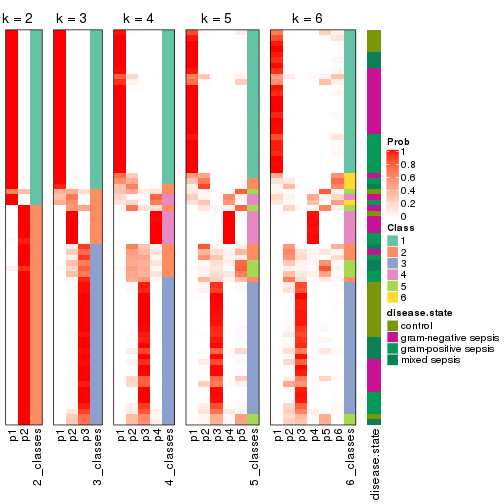 k = 2 k = 3 k = 4 k = 5 k = 6
Prob
1
0.8
0.6
0.4
0.2
0
Class
1
2
3
4
5
6
disease.state
control
gram-negative sepsis
gram-positive sepsis
mixed sepsis
p1 p2 2_classes p1 p2 p3 3_classes p1 p2 p3 p4 4_classes p1 p2 p3 p4 p5 5_classes p1 p2 p3 p4 p5 p6 6_classes disease.state